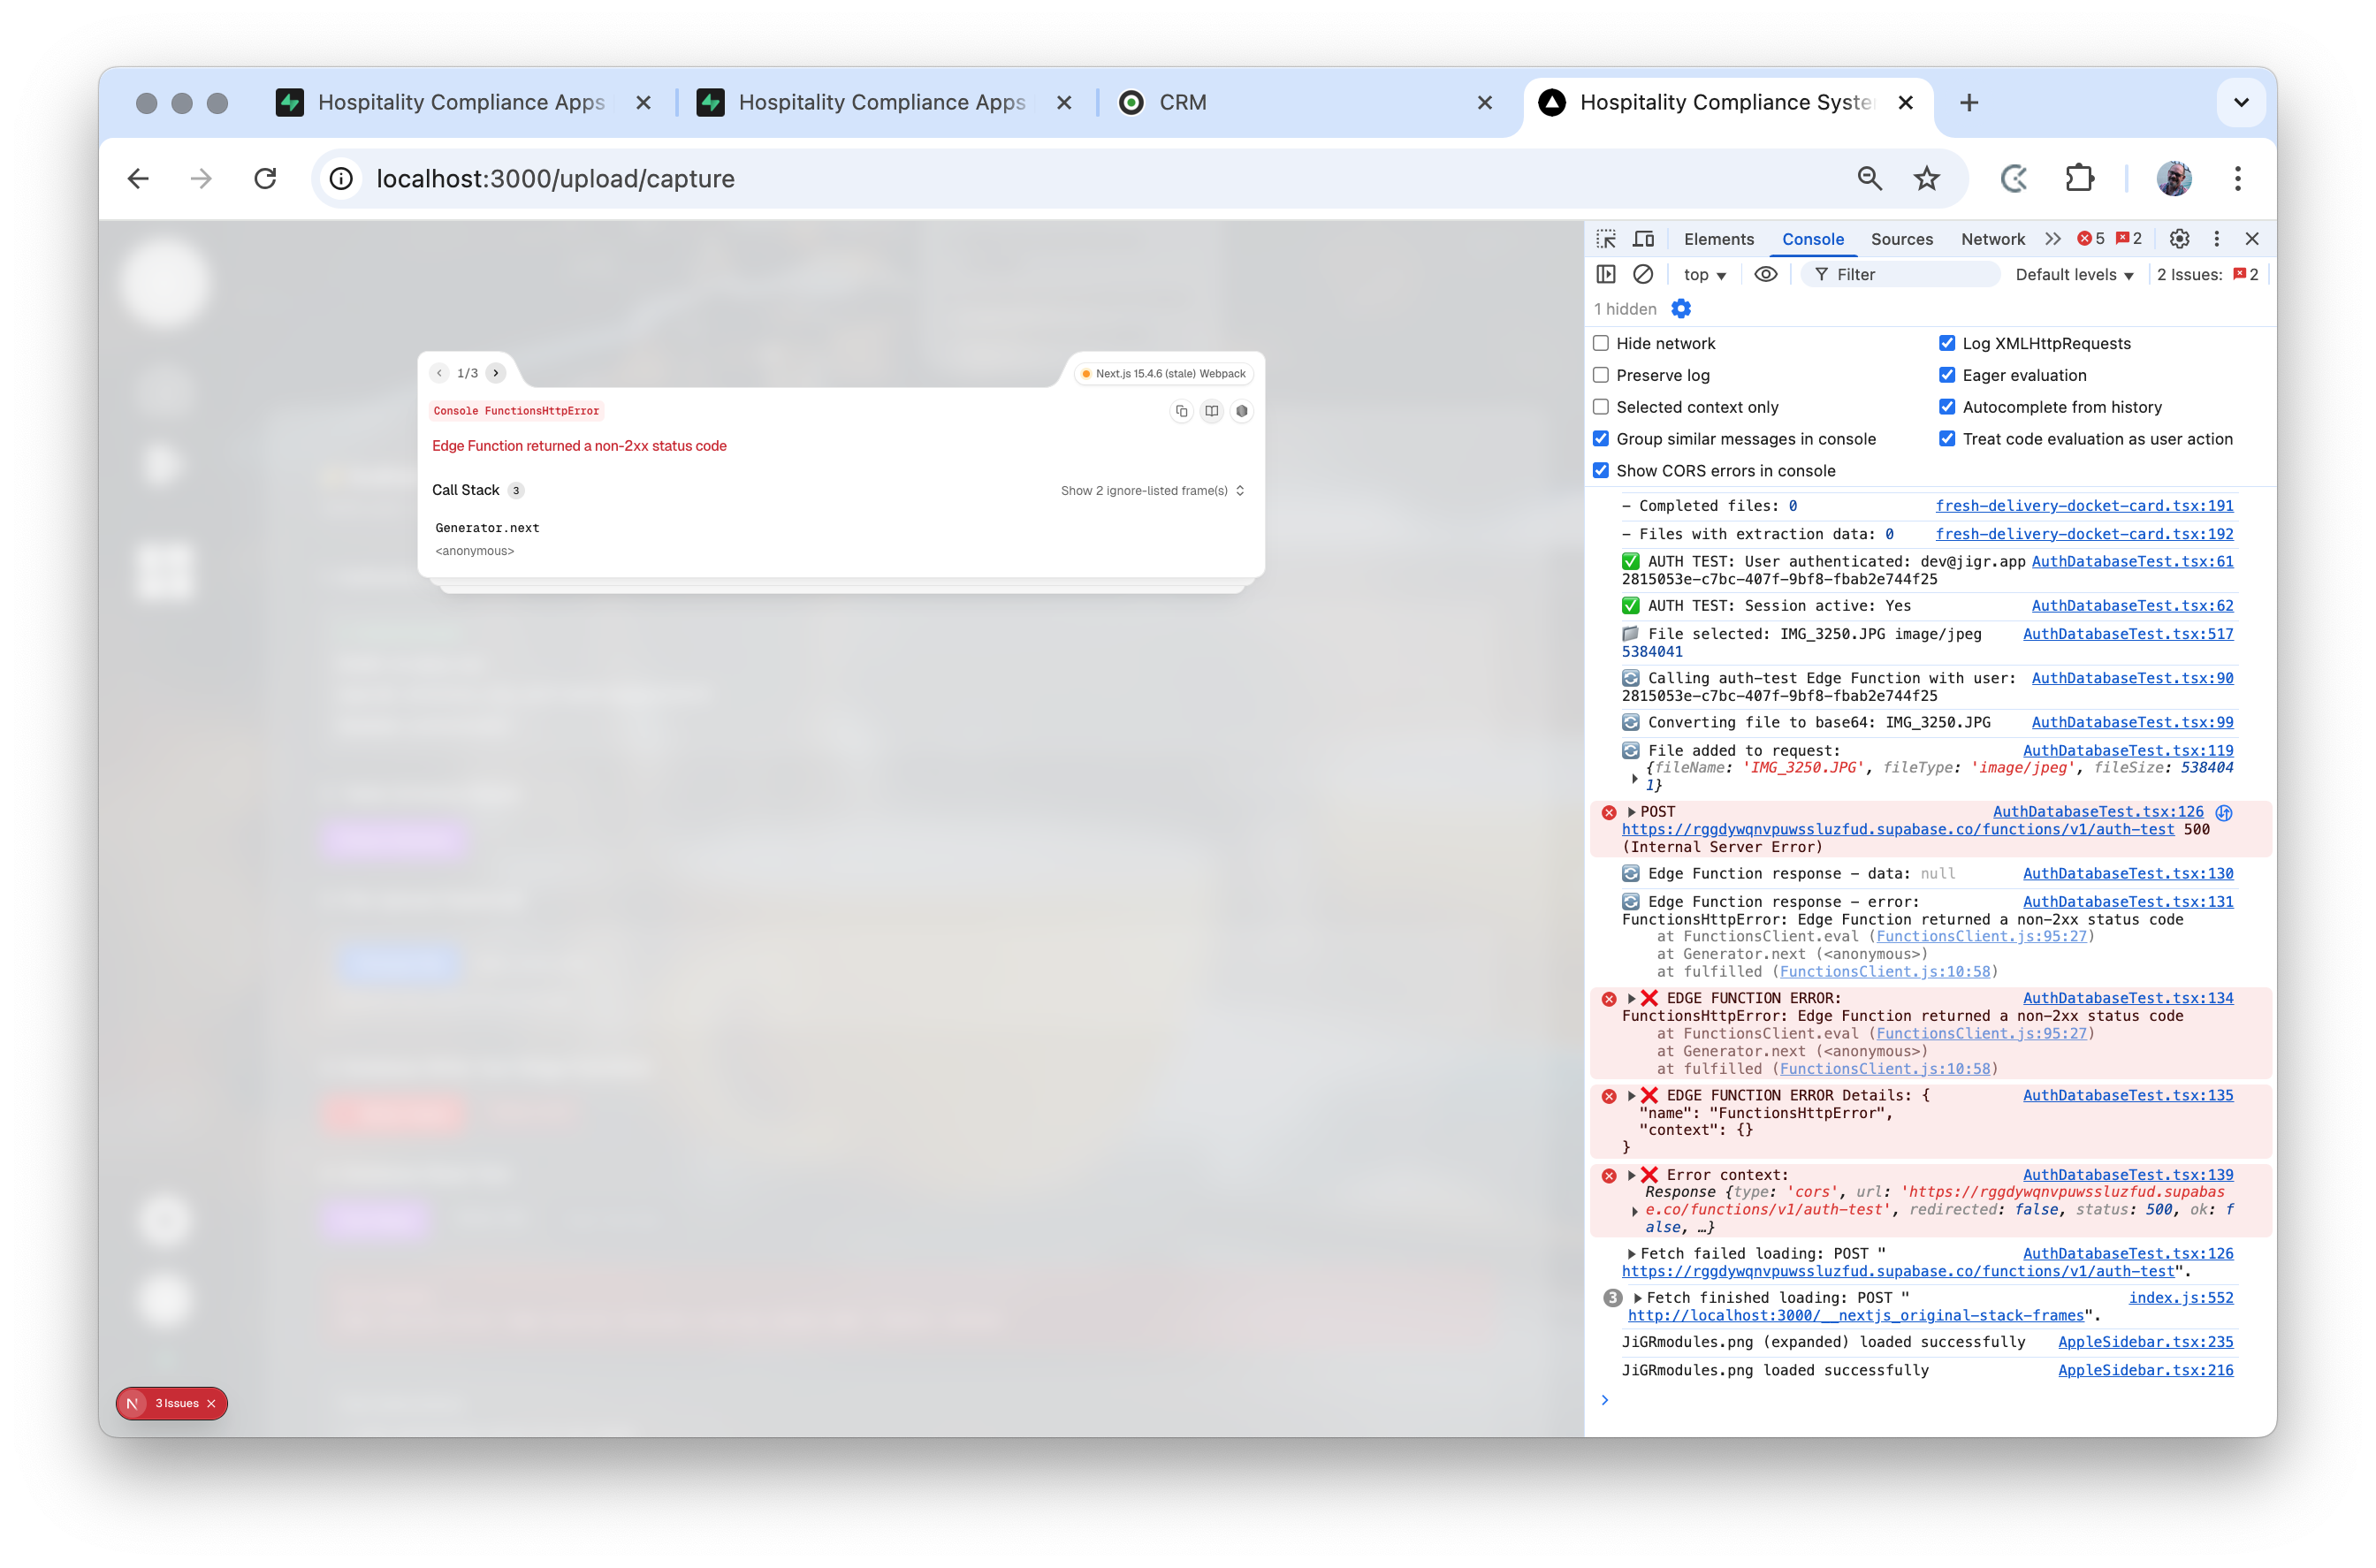 Hospitality Compliance Apps
Hospitality Compliance Apps
CRM
Hospitality Compliance Syste
localhost:3000/upload/capture
1/3
Next.js 15.4.6 (stale) Webpack
Console FunctionsHttpError
Edge Function returned a non-2xx status code
Call Stack 3
Show 2 ignore-listed frame(s)
Generator.next
<anonymous>
N 3 Issues
Elements Console Sources Network 5 2
top Filter Default levels 2 Issues: 2
1 hidden
Hide network Log XMLHttpRequests
Preserve log Eager evaluation
Selected context only Autocomplete from history
Group similar messages in console Treat code evaluation as user action
Show CORS errors in console
– Completed files: 0 fresh-delivery-docket-card.tsx:191
– Files with extraction data: 0 fresh-delivery-docket-card.tsx:192
✅ AUTH TEST: User authenticated: dev@jigr.app AuthDatabaseTest.tsx:61
2815053e-c7bc-407f-9bf8-fbab2e744f25
✅ AUTH TEST: Session active: Yes AuthDatabaseTest.tsx:62
📁 File selected: IMG_3250.JPG image/jpeg AuthDatabaseTest.tsx:517
5384041
🔄 Calling auth-test Edge Function with user: AuthDatabaseTest.tsx:90
2815053e-c7bc-407f-9bf8-fbab2e744f25
🔄 Converting file to base64: IMG_3250.JPG AuthDatabaseTest.tsx:99
🔄 File added to request: AuthDatabaseTest.tsx:119
{fileName: 'IMG_3250.JPG', fileType: 'image/jpeg', fileSize: 538404
1}
POST AuthDatabaseTest.tsx:126
https://rggdywqnvpuwssluzfud.supabase.co/functions/v1/auth-test 500
(Internal Server Error)
🔄 Edge Function response – data: null AuthDatabaseTest.tsx:130
🔄 Edge Function response – error: AuthDatabaseTest.tsx:131
FunctionsHttpError: Edge Function returned a non-2xx status code
at FunctionsClient.eval (FunctionsClient.js:95:27)
at Generator.next (<anonymous>)
at fulfilled (FunctionsClient.js:10:58)
❌ EDGE FUNCTION ERROR: AuthDatabaseTest.tsx:134
FunctionsHttpError: Edge Function returned a non-2xx status code
at FunctionsClient.eval (FunctionsClient.js:95:27)
at Generator.next (<anonymous>)
at fulfilled (FunctionsClient.js:10:58)
❌ EDGE FUNCTION ERROR Details: { AuthDatabaseTest.tsx:135
"name": "FunctionsHttpError",
"context": {}
}
❌ Error context: AuthDatabaseTest.tsx:139
Response {type: 'cors', url: 'https://rggdywqnvpuwssluzfud.supabas
e.co/functions/v1/auth-test', redirected: false, status: 500, ok: f
alse, …}
Fetch failed loading: POST " AuthDatabaseTest.tsx:126
https://rggdywqnvpuwssluzfud.supabase.co/functions/v1/auth-test".
3 Fetch finished loading: POST " index.js:552
http://localhost:3000/__nextjs_original-stack-frames".
JiGRmodules.png (expanded) loaded successfully AppleSidebar.tsx:235
JiGRmodules.png loaded successfully AppleSidebar.tsx:216